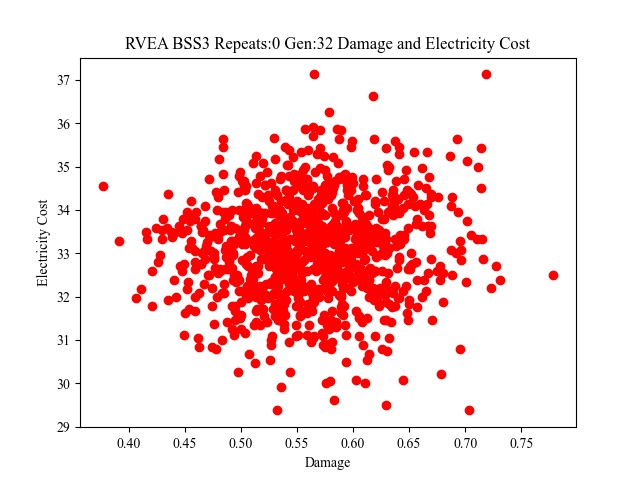 RVEA BSS3 Repeats:0 Gen:32 Damage and Electricity Cost
37
36
35
34
33
32
31
30
29
Electricity Cost
0.40 0.45 0.50 0.55 0.60 0.65 0.70 0.75
Damage